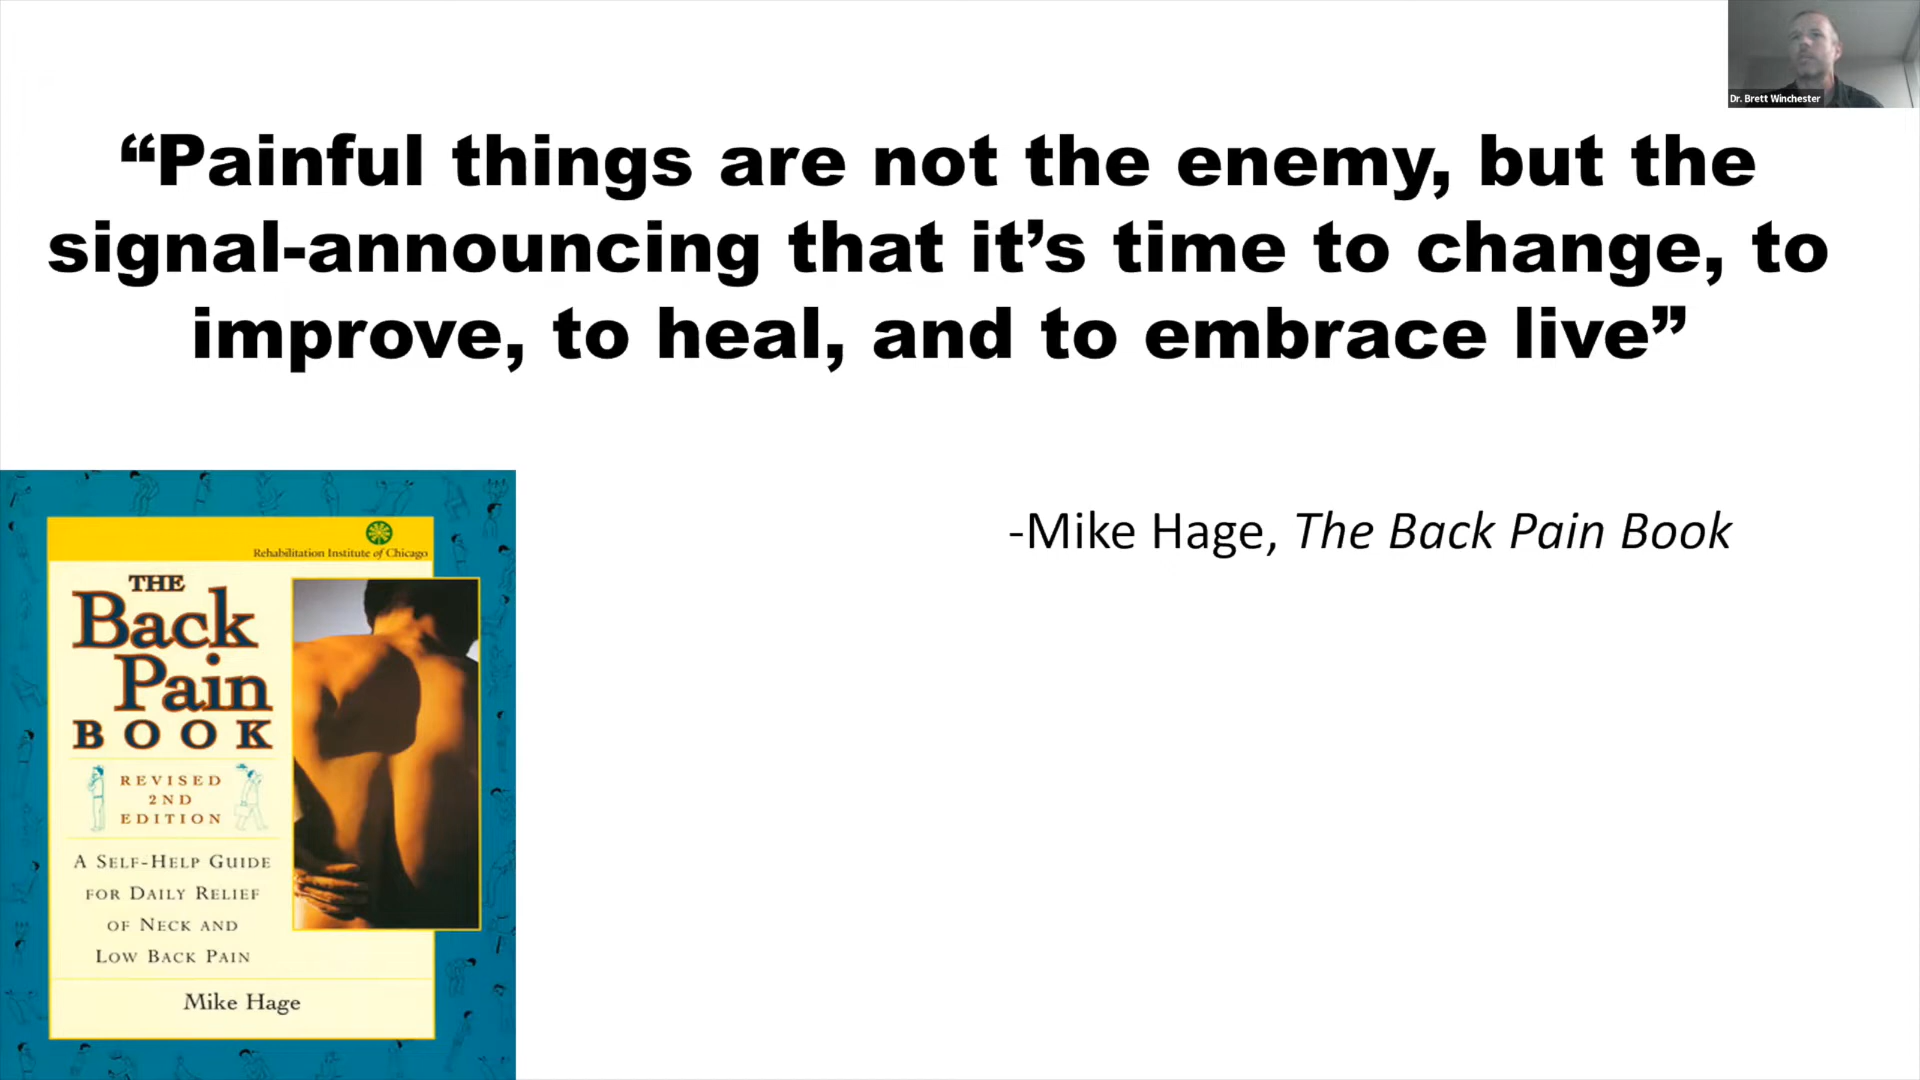 Dr. Brett Winchester
“Painful things are not the enemy, but the
signal-announcing that it’s time to change, to
improve, to heal, and to embrace live”
-Mike Hage, The Back Pain Book
Rehabilitation Institute of Chicago
THE
Back
Pain
BOOK
REVISED
2ND
EDITION
A SELF-HELP GUIDE
FOR DAILY RELIEF
OF NECK AND
LOW BACK PAIN
Mike Hage